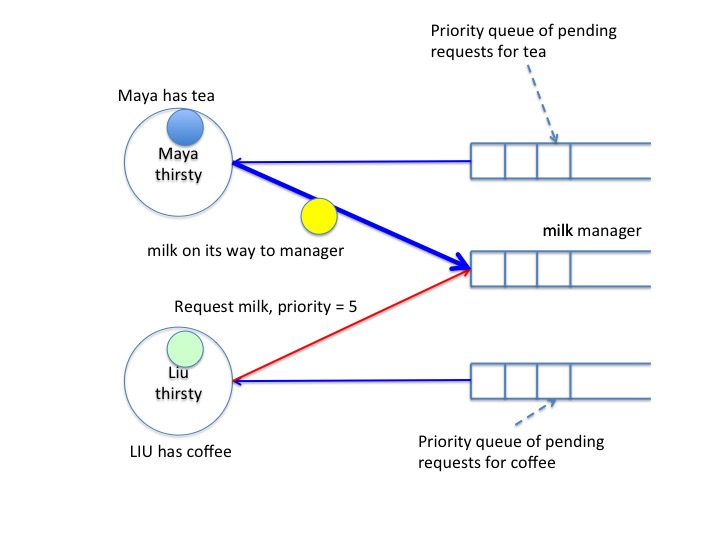 Priority queue of pending
requests for tea
Maya has tea
Maya
thirsty
milk manager
milk on its way to manager
Request milk, priority = 5
Liu
thirsty
Priority queue of pending
requests for coffee
LIU has coffee